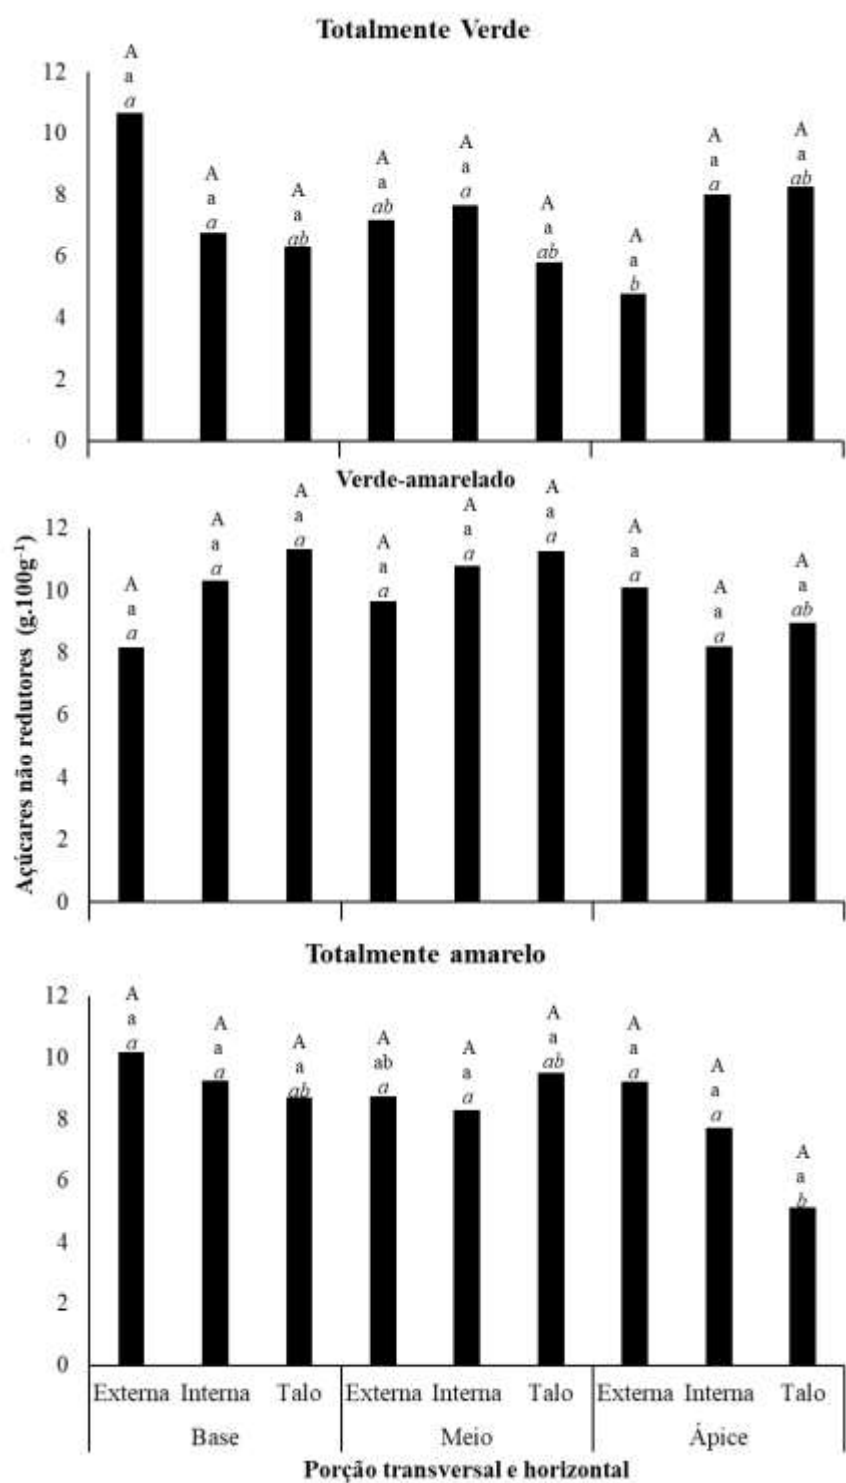 Totalmente Verde
12
10
8
6
4
2
0
A A A A A A A A A
a a a a a a a a a
a a ab ab a ab b a ab
Verde-amarelado
12
10
8
6
4
2
0
A A A A A A A A A
a a a a a a a a a
a a a a a a a a ab
Açúcares não redutores (g.100g⁻¹)
Totalmente amarelo
12
10
8
6
4
2
0
A A A A A A A A A
a a a ab a a a a a
a a ab a a ab a a b
Externa Interna Talo Externa Interna Talo Externa Interna Talo
Base Meio Ápice
Porção transversal e horizontal